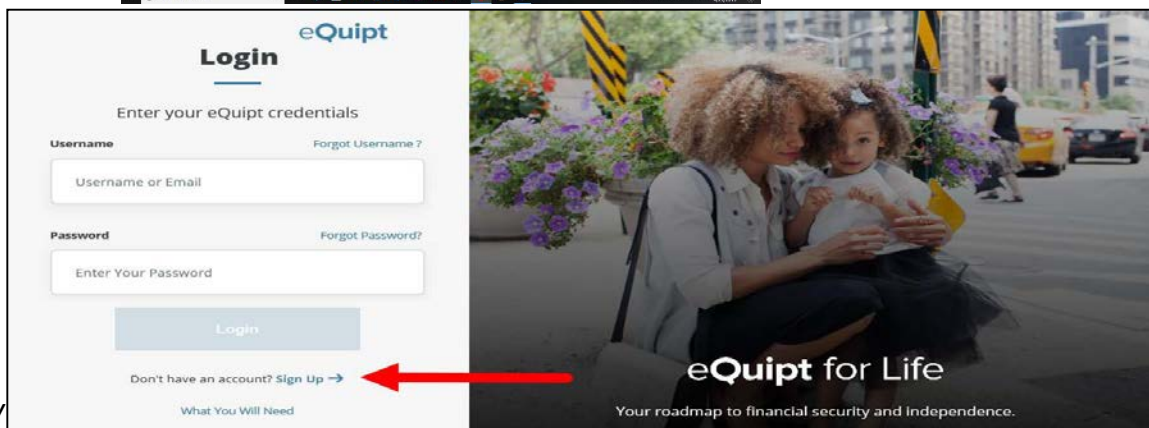 eQuipt
Login
Enter your eQuipt credentials
Username Forgot Username ?
Username or Email
Password Forgot Password?
Enter Your Password
Login
Don't have an account? Sign Up →
What You Will Need
eQuipt for Life
Your roadmap to financial security and independence.